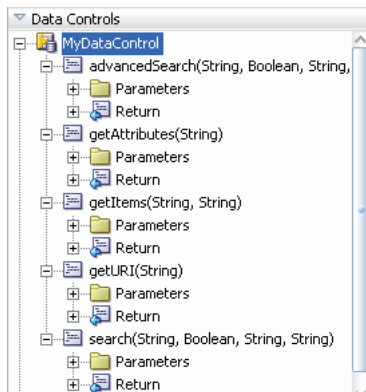 Data Controls
MyDataControl
advancedSearch(String, Boolean, String,
Parameters
Return
getAttributes(String)
Parameters
Return
getItems(String, String)
Parameters
Return
getURI(String)
Parameters
Return
search(String, Boolean, String, String)
Parameters
Return